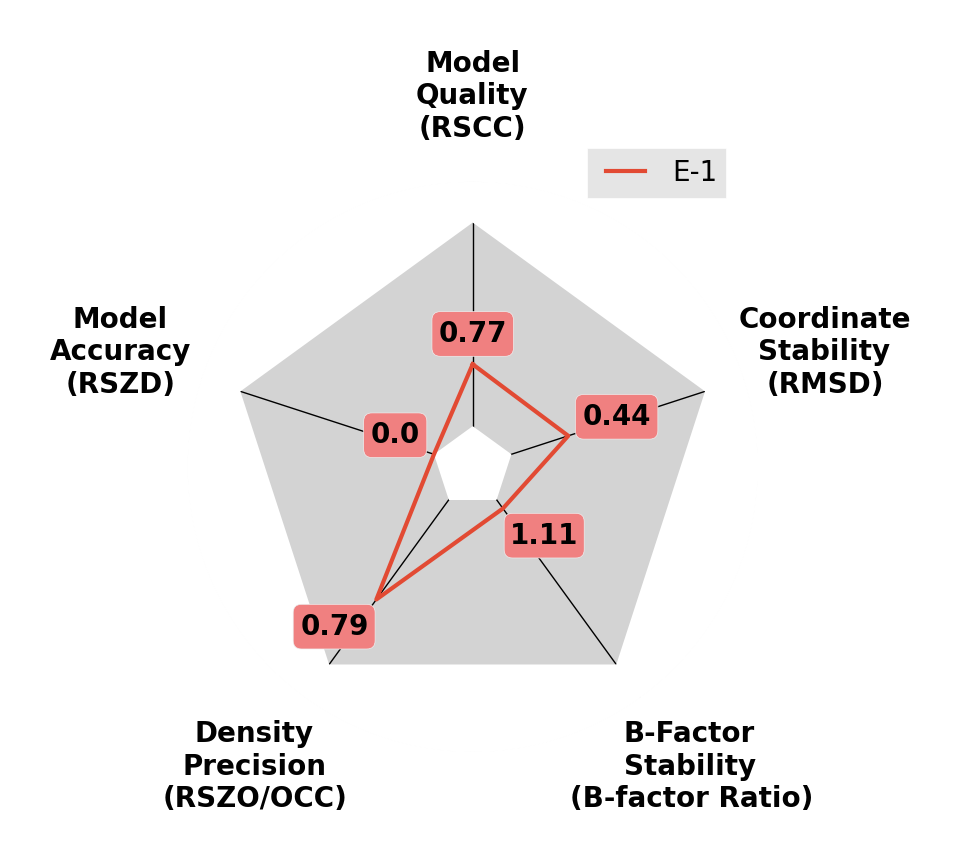 Model
Quality
(RSCC)
E-1
Model
Accuracy
(RSZD)
Coordinate
Stability
(RMSD)
0.77
0.44
0.0
1.11
0.79
Density
Precision
(RSZO/OCC)
B-Factor
Stability
(B-factor Ratio)